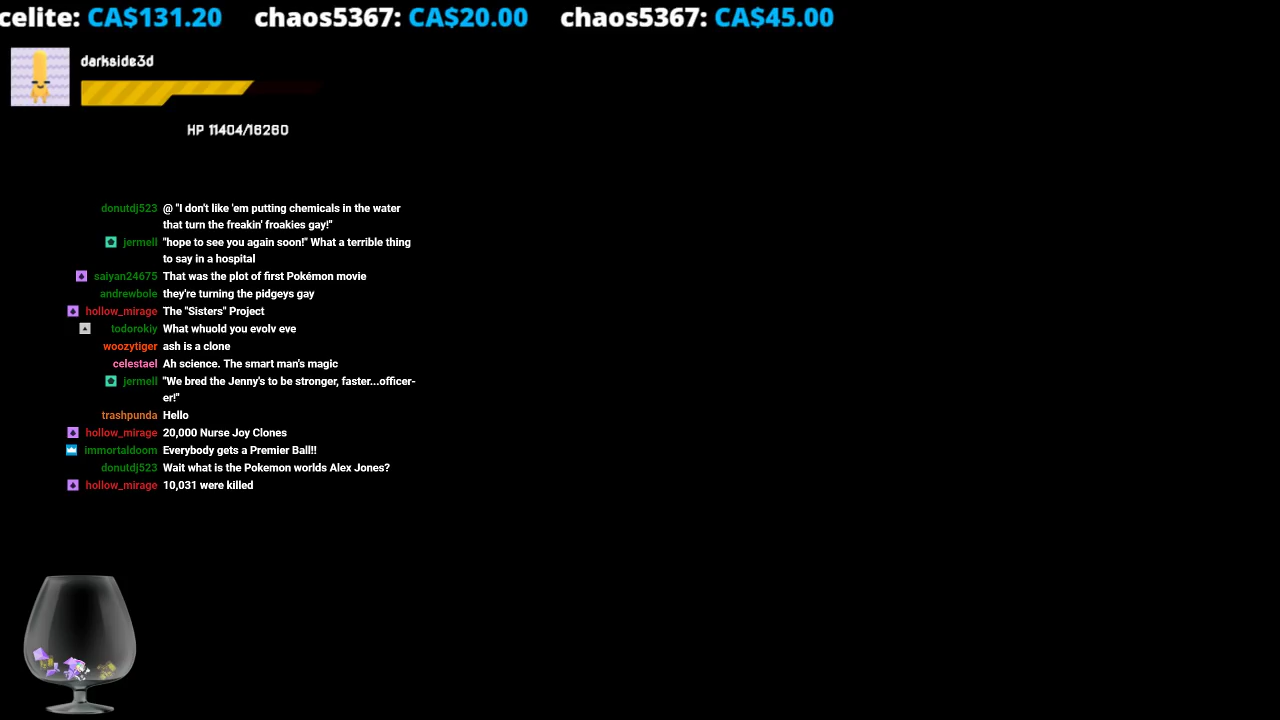 celite: CA$131.20 chaos5367: CA$20.00 chaos5367: CA$45.00
darkside3d
HP 11404/16260
donutdj523 @ "I don't like 'em putting chemicals in the water
that turn the freakin' froakies gay!"
jermell "hope to see you again soon!" What a terrible thing
to say in a hospital
saiyan24675 That was the plot of first Pokémon movie
andrewbole they're turning the pidgeys gay
hollow_mirage The "Sisters" Project
todorokiy What whuold you evolv eve
woozytiger ash is a clone
celestael Ah science. The smart man's magic
jermell "We bred the Jenny's to be stronger, faster...officer-
er!"
trashpunda Hello
hollow_mirage 20,000 Nurse Joy Clones
immortaldoom Everybody gets a Premier Ball!!
donutdj523 Wait what is the Pokemon worlds Alex Jones?
hollow_mirage 10,031 were killed